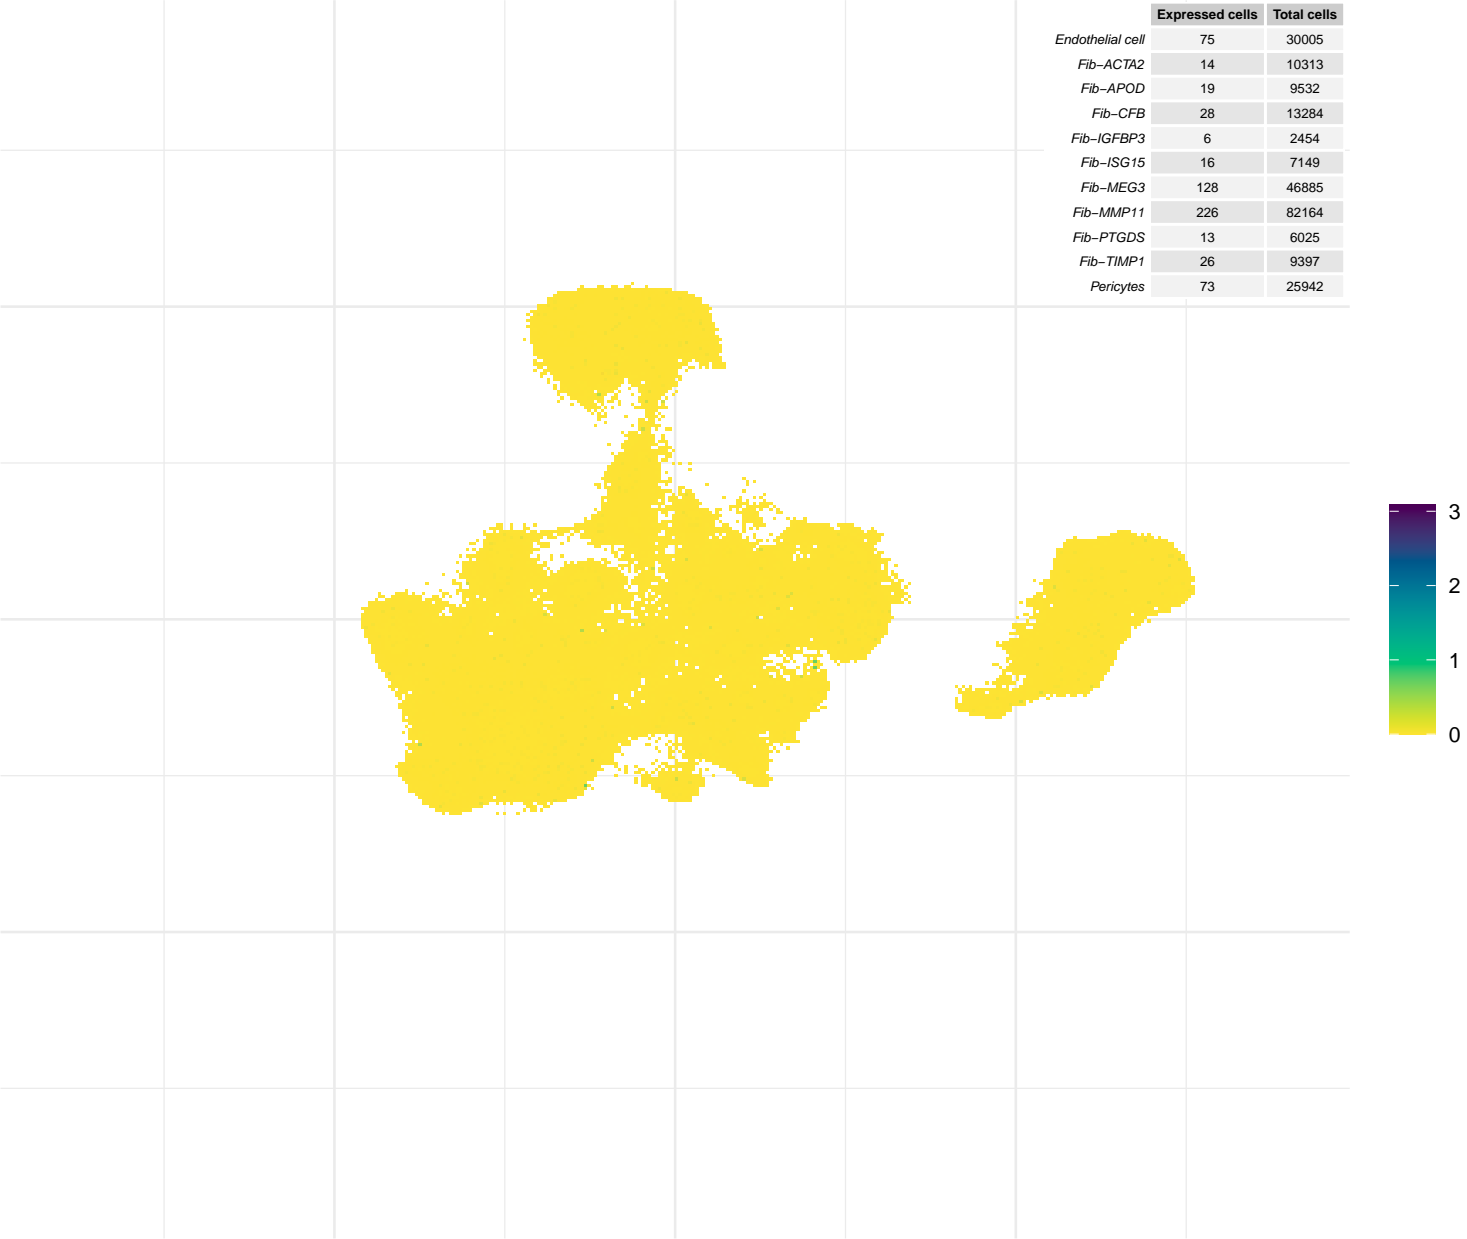 Expressed cells Total cells
Endothelial cell 75 30005
Fib−ACTA2 14 10313
Fib−APOD 19 9532
Fib−CFB 28 13284
Fib−IGFBP3 6 2454
Fib−ISG15 16 7149
Fib−MEG3 128 46885
Fib−MMP11 226 82164
Fib−PTGDS 13 6025
Fib−TIMP1 26 9397
Pericytes 73 25942
3
2
1
0